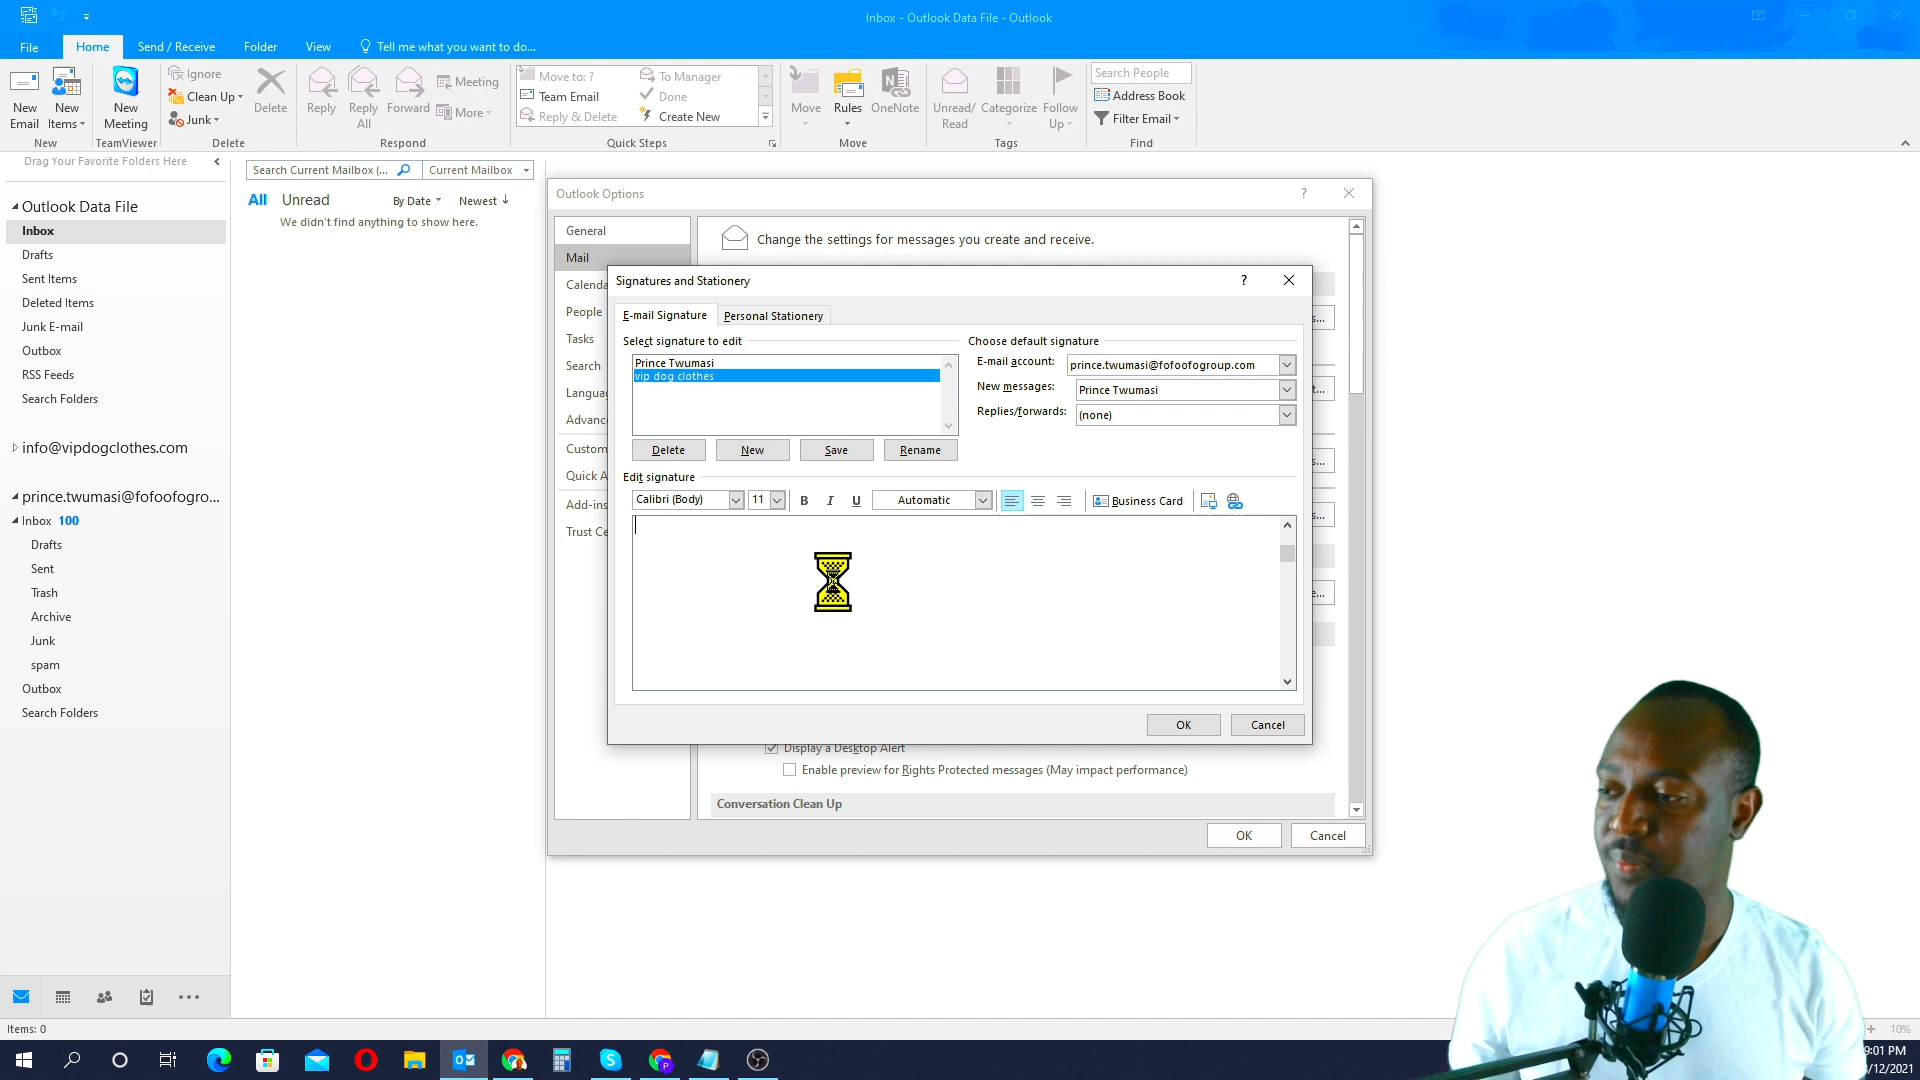 Inbox - Outlook Data File - Outlook
File Home Send / Receive Folder View Tell me what you want to do...
New Email
New Items
New
New Meeting
TeamViewer
Ignore
Clean Up
Junk
Delete
Delete
Reply
Reply All
Forward
Meeting
More
Respond
Move to: ? To Manager
Team Email Done
Reply & Delete Create New
Quick Steps
Move
Rules
OneNote
Move
Unread/ Read
Categorize
Follow Up
Tags
Search People
Address Book
Filter Email
Find
Drag Your Favorite Folders Here
Outlook Data File
Inbox
Drafts
Sent Items
Deleted Items
Junk E-mail
Outbox
RSS Feeds
Search Folders
info@vipdogclothes.com
prince.twumasi@fofoofogro...
Inbox 100
Drafts
Sent
Trash
Archive
Junk
spam
Outbox
Search Folders
Items: 0
Search Current Mailbox (... Current Mailbox
All Unread By Date Newest
We didn't find anything to show here.
Outlook Options
General
Mail
Calenda
People
Tasks
Search
Languag
Advanc
Custom
Quick A
Add-ins
Trust Ce
Change the settings for messages you create and receive.
Signatures and Stationery
E-mail Signature Personal Stationery
Select signature to edit
Prince Twumasi
vip dog clothes
Delete New Save Rename
Choose default signature
E-mail account: prince.twumasi@fofoofogroup.com
New messages: Prince Twumasi
Replies/forwards: (none)
Edit signature
Calibri (Body) 11 B I U Automatic Business Card
OK Cancel
Display a Desktop Alert
Enable preview for Rights Protected messages (May impact performance)
Conversation Clean Up
OK Cancel
10%
9:01 PM
/12/2021